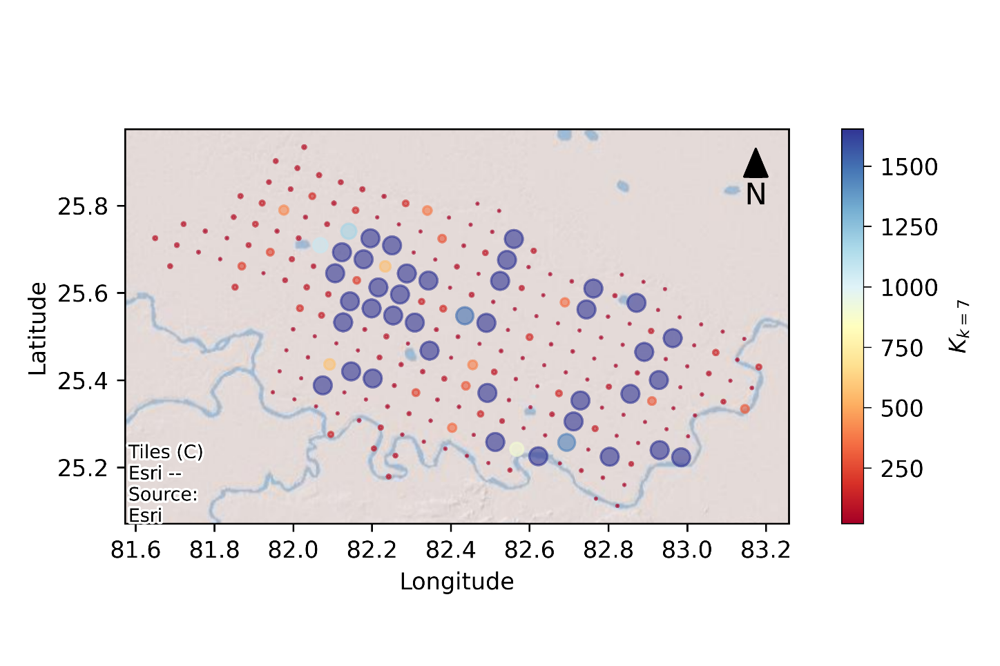 N
25.8
25.6
25.4
25.2
Latitude
Tiles (C)
Esri --
Source:
Esri
81.6 81.8 82.0 82.2 82.4 82.6 82.8 83.0 83.2
Longitude
1500
1250
1000
750
500
250
K_{k=7}